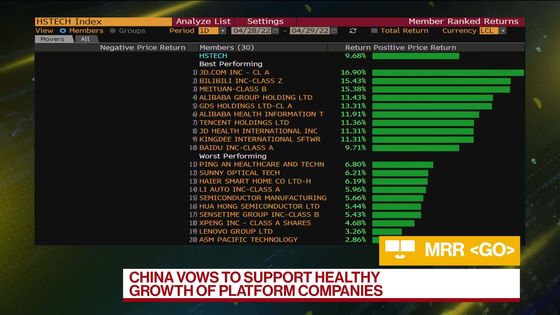 HSTECH Index Analyze List Settings Member Ranked Returns
View Members Groups Period 1D 04/28/22 - 04/29/22 Total Return Currency LCL
Movers All
Negative Price Return Members (30) Return Positive Price Return
HSTECH 9.68%
Best Performing
1) JD.COM INC - CL A 16.90%
2) BILIBILI INC-CLASS Z 15.43%
3) MEITUAN-CLASS B 15.38%
4) ALIBABA GROUP HOLDING LTD 13.43%
5) GDS HOLDINGS LTD-CL A 13.31%
6) ALIBABA HEALTH INFORMATION T 11.91%
7) TENCENT HOLDINGS LTD 11.36%
8) JD HEALTH INTERNATIONAL INC 11.31%
9) KINGDEE INTERNATIONAL SFTWR 11.31%
10) BAIDU INC-CLASS A 9.71%
Worst Performing
11) PING AN HEALTHCARE AND TECHN 6.80%
12) SUNNY OPTICAL TECH 6.21%
13) HAIER SMART HOME CO LTD-H 6.19%
14) LI AUTO INC-CLASS A 5.96%
15) SEMICONDUCTOR MANUFACTURING 5.66%
16) HUA HONG SEMICONDUCTOR LTD 5.44%
17) SENSETIME GROUP INC-CLASS B 5.43%
18) XPENG INC - CLASS A SHARES 4.68%
19) LENOVO GROUP LTD 3.26%
20) ASM PACIFIC TECHNOLOGY 2.86%
MRR <GO>
CHINA VOWS TO SUPPORT HEALTHY
GROWTH OF PLATFORM COMPANIES